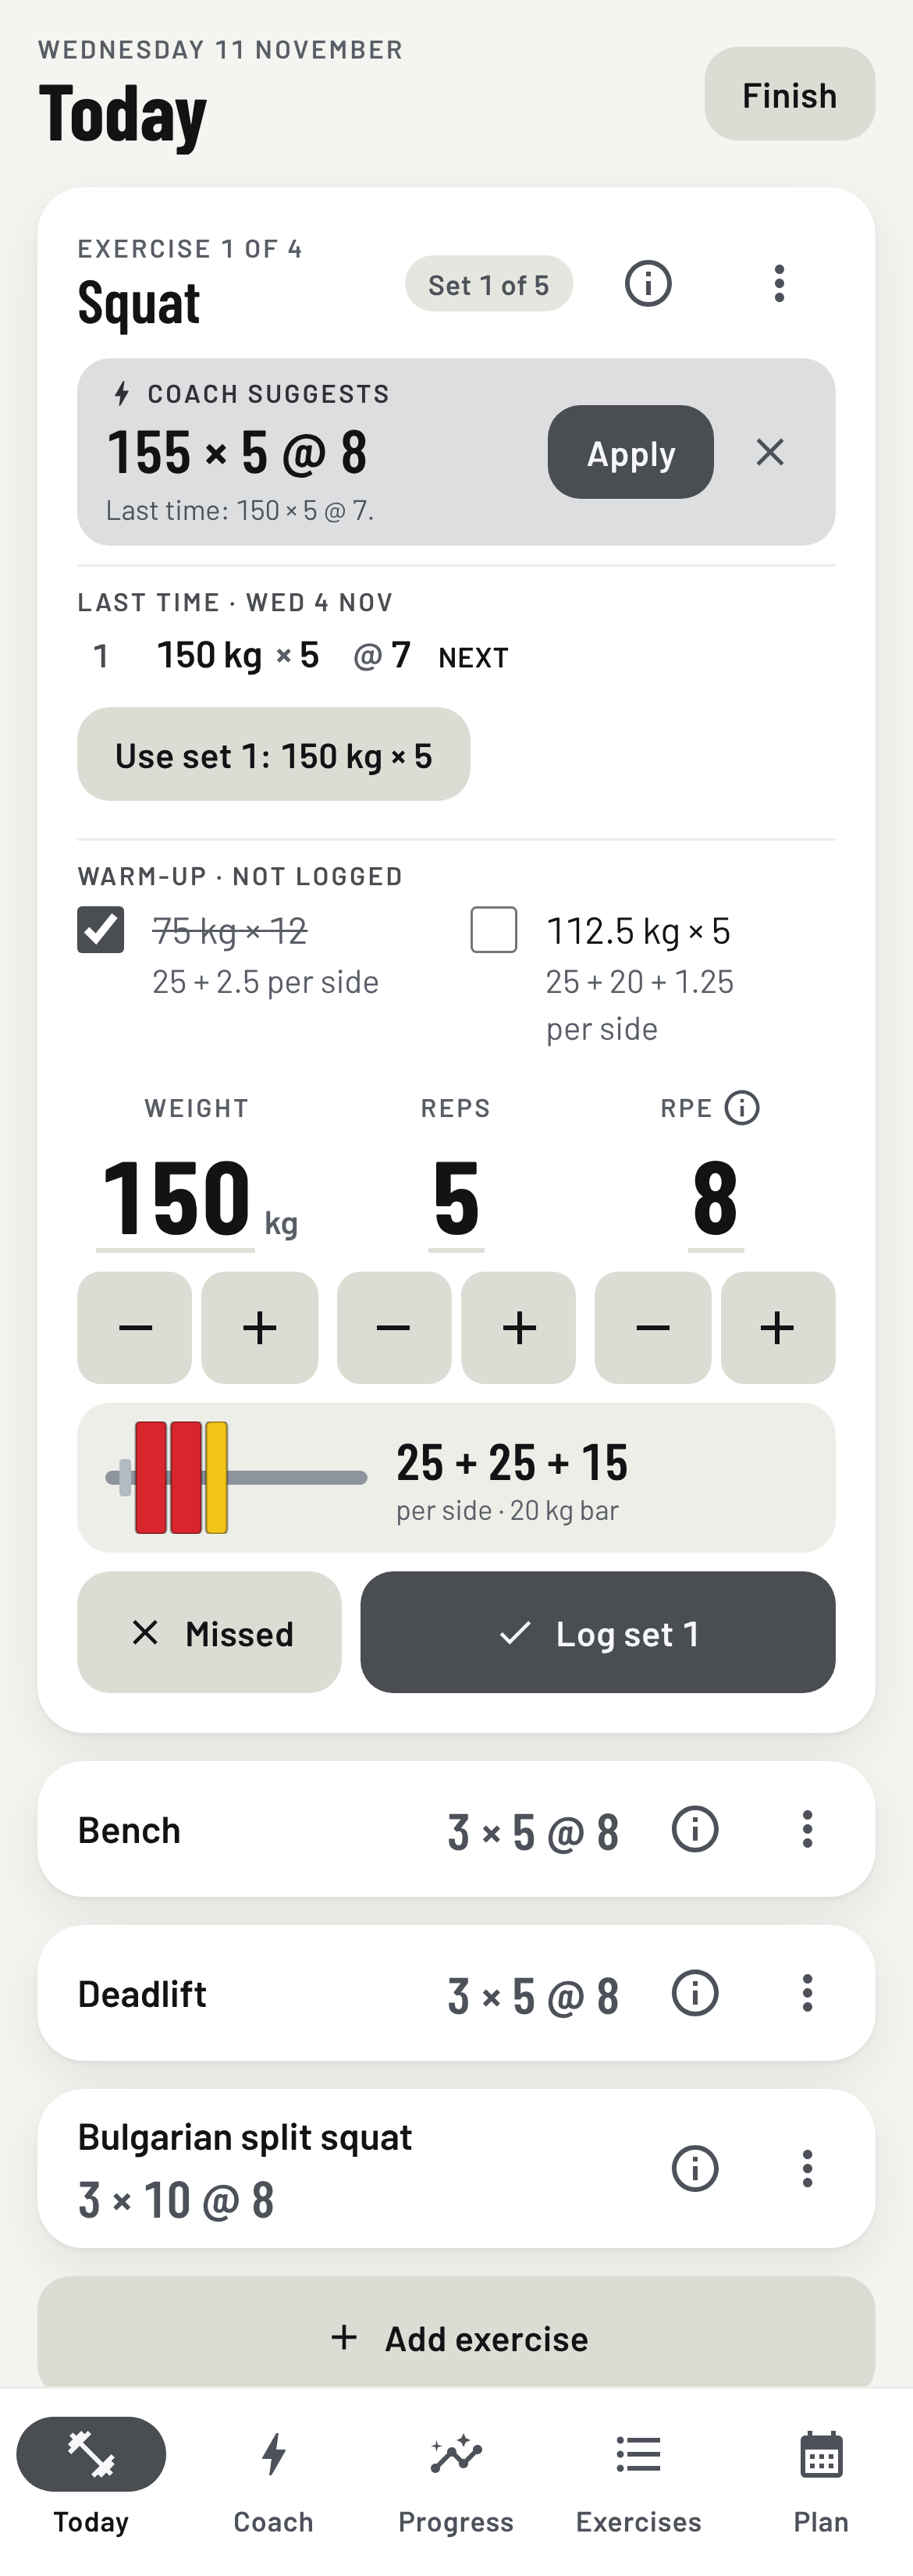 WEDNESDAY 11 NOVEMBER
Today
Finish
EXERCISE 1 OF 4
Squat
Set 1 of 5
COACH SUGGESTS
155 × 5 @ 8
Last time: 150 × 5 @ 7.
Apply
LAST TIME · WED 4 NOV
1 150 kg × 5 @ 7 NEXT
Use set 1: 150 kg × 5
WARM-UP · NOT LOGGED
75 kg × 12
25 + 2.5 per side
112.5 kg × 5
25 + 20 + 1.25
per side
WEIGHT
REPS
RPE
150 kg
5
8
25 + 25 + 15
per side · 20 kg bar
Missed
Log set 1
Bench
3 × 5 @ 8
Deadlift
3 × 5 @ 8
Bulgarian split squat
3 × 10 @ 8
Add exercise
Today
Coach
Progress
Exercises
Plan